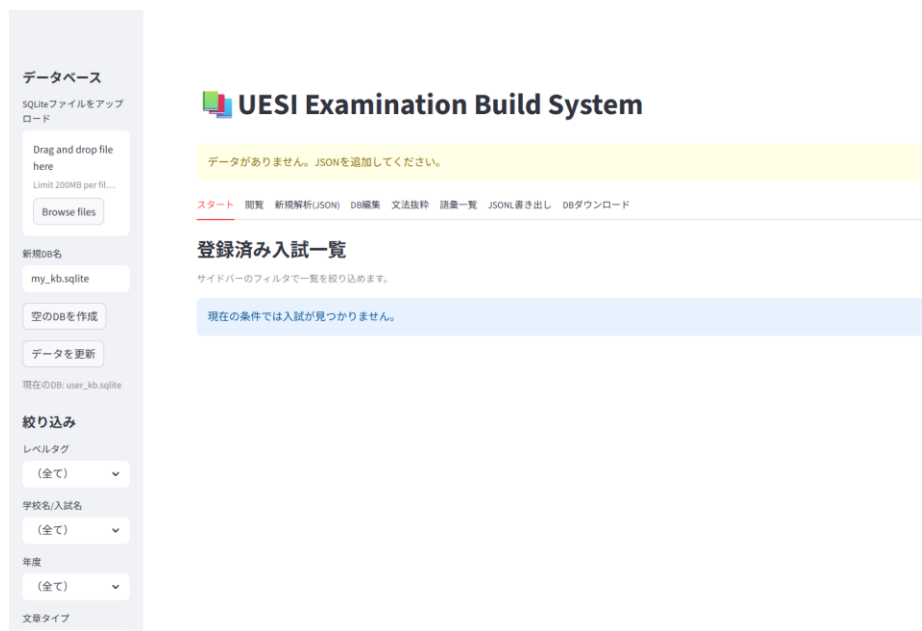 データベース
SQLiteファイルをアップ
ロード
Drag and drop file
here
Limit 200MB per fil...
Browse files
新規DB名
my_kb.sqlite
空のDBを作成
データを更新
現在のDB: user_kb.sqlite
絞り込み
レベルタグ
（全て）
学校名/入試名
（全て）
年度
（全て）
文章タイプ
UESI Examination Build System
データがありません。JSONを追加してください。
スタート 閲覧 新規解析(JSON) DB編集 文法抜粋 語彙一覧 JSONL書き出し DBダウンロード
登録済み入試一覧
サイドバーのフィルタで一覧を絞り込めます。
現在の条件では入試が見つかりません。